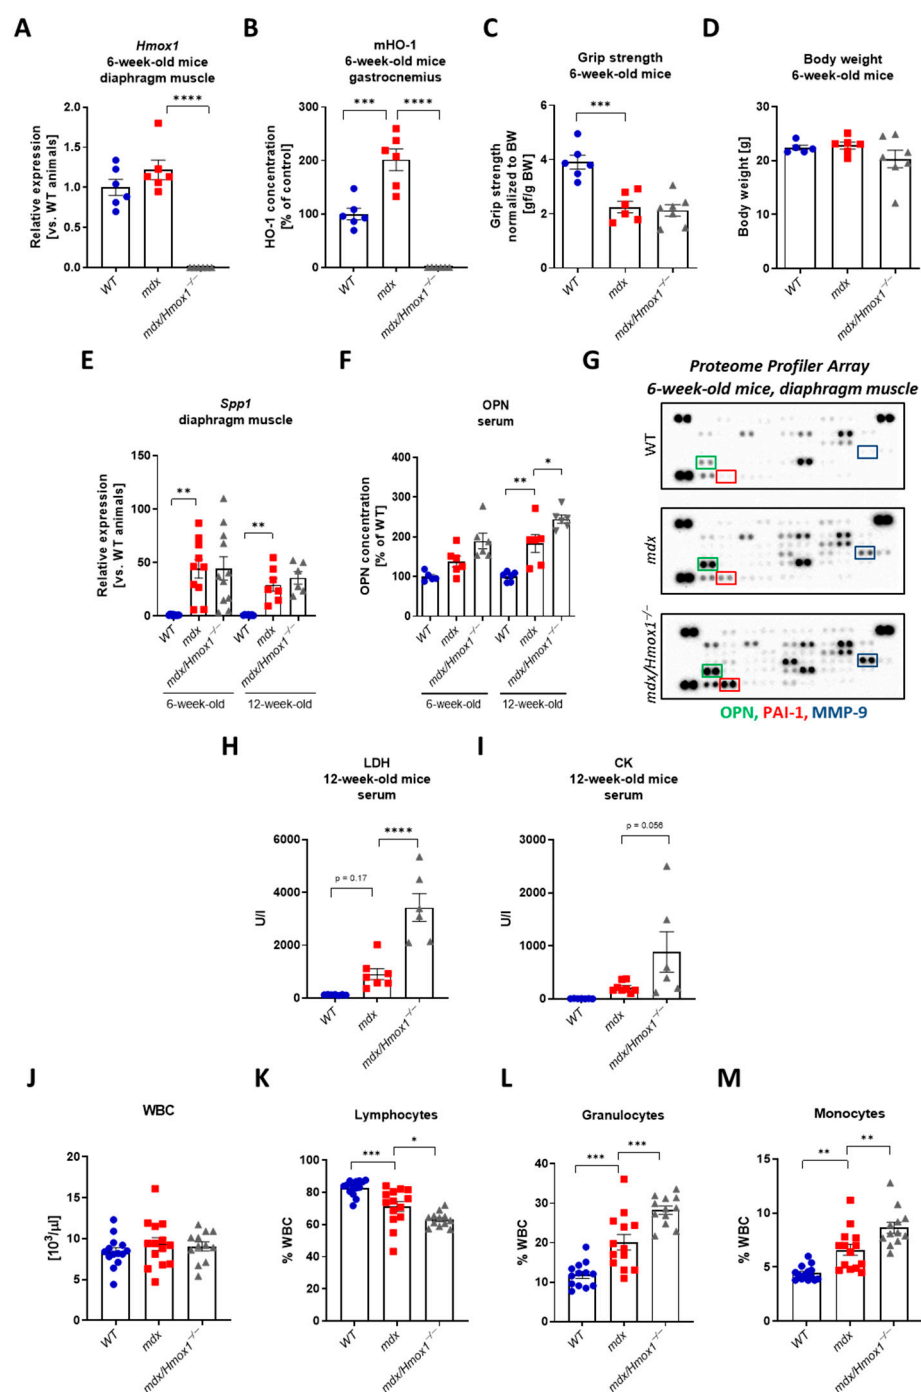 A
Hmox1
6-week-old mice
diaphragm muscle
****
Relative expression
[vs. WT animals]
2.0
1.5
1.0
0.5
0.0
WT
mdx
mdx/Hmox1⁻/⁻
B
mHO-1
6-week-old mice
gastrocnemius
*** ****
HO-1 concentration
[% of control]
300
200
100
0
WT
mdx
mdx/Hmox1⁻/⁻
C
Grip strength
6-week-old mice
***
Grip strength
normalized to BW
[gf/g BW]
6
4
2
0
WT
mdx
mdx/Hmox1⁻/⁻
D
Body weight
6-week-old mice
Body weight [g]
30
20
10
0
WT
mdx
mdx/Hmox1⁻/⁻
E
Spp1
diaphragm muscle
** **
Relative expression
[vs. WT animals]
150
100
50
0
WT
mdx
mdx/Hmox1⁻/⁻
WT
mdx
mdx/Hmox1⁻/⁻
6-week-old
12-week-old
F
OPN
serum
** *
OPN concentration
[% of WT]
400
300
200
100
0
WT
mdx
mdx/Hmox1⁻/⁻
WT
mdx
mdx/Hmox1⁻/⁻
6-week-old
12-week-old
G
Proteome Profiler Array
6-week-old mice, diaphragm muscle
WT
mdx
mdx/Hmox1⁻/⁻
OPN, PAI-1, MMP-9
H
LDH
12-week-old mice
serum
p = 0.17
****
U/l
6000
4000
2000
0
WT
mdx
mdx/Hmox1⁻/⁻
I
CK
12-week-old mice
serum
p = 0.056
U/l
3000
2000
1000
0
WT
mdx
mdx/Hmox1⁻/⁻
J
WBC
[10³/µl]
20
15
10
5
0
WT
mdx
mdx/Hmox1⁻/⁻
K
Lymphocytes
*** *
% WBC
100
80
60
40
20
0
WT
mdx
mdx/Hmox1⁻/⁻
L
Granulocytes
*** ***
% WBC
40
30
20
10
0
WT
mdx
mdx/Hmox1⁻/⁻
M
Monocytes
** **
% WBC
15
10
5
0
WT
mdx
mdx/Hmox1⁻/⁻